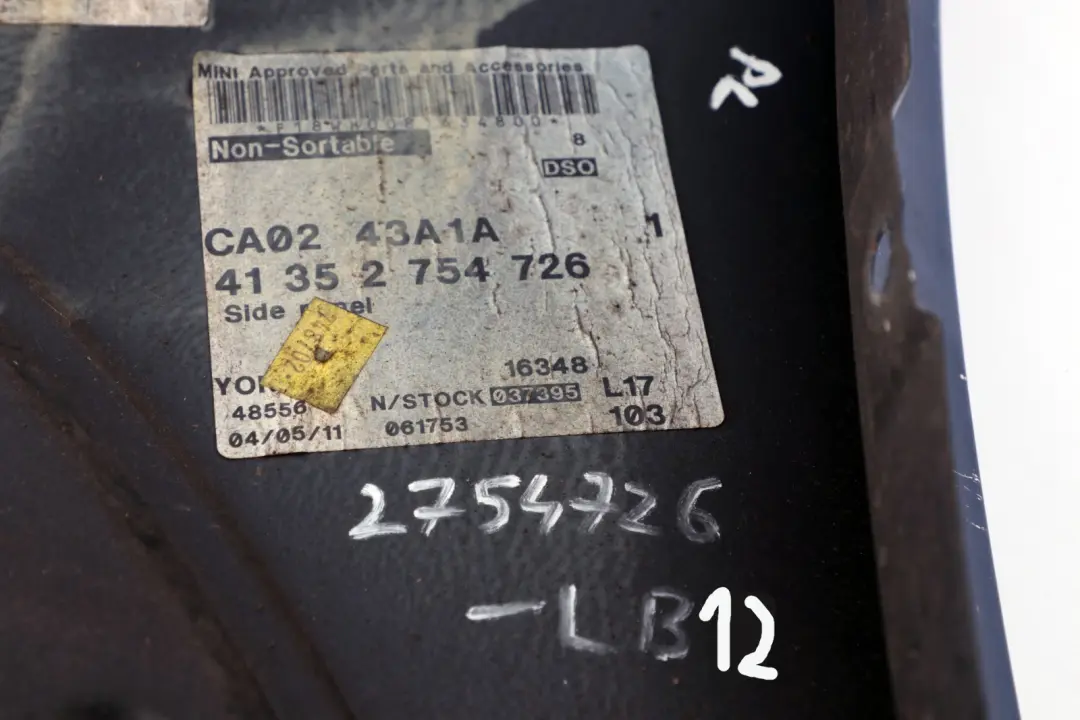 MINI Approved Parts and Accessories
Non-Sortable
8
DSO
CA02 43A1A 1
41 35 2 754 726
Side
16348
N/STOCK 037395 L17
48556 061753 103
04/05/11
2754726
-LB12